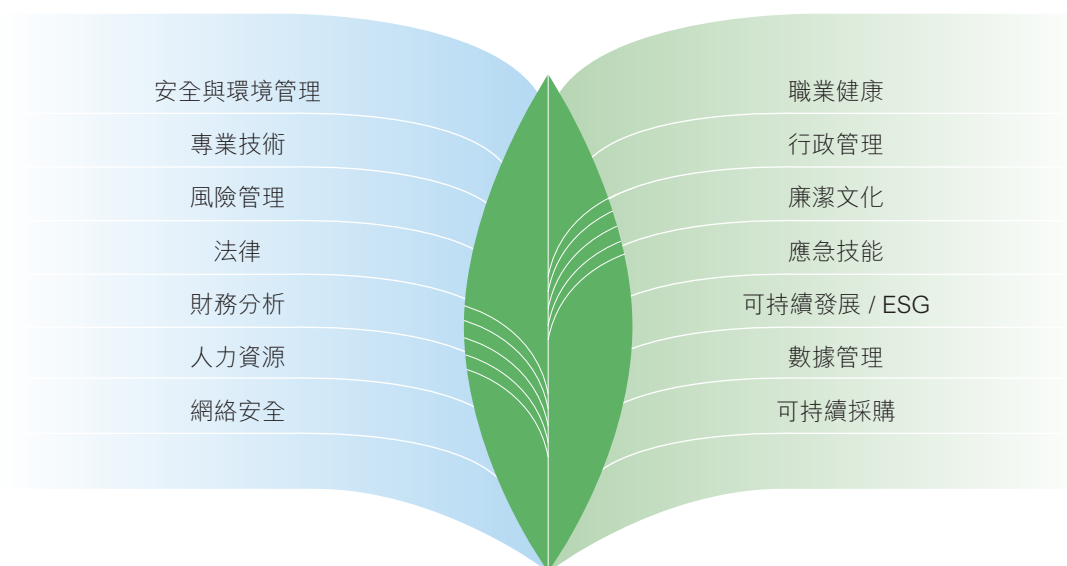 安全與環境管理
專業技術
風險管理
法律
財務分析
人力資源
網絡安全
職業健康
行政管理
廉潔文化
應急技能
可持續發展 / ESG
數據管理
可持續採購